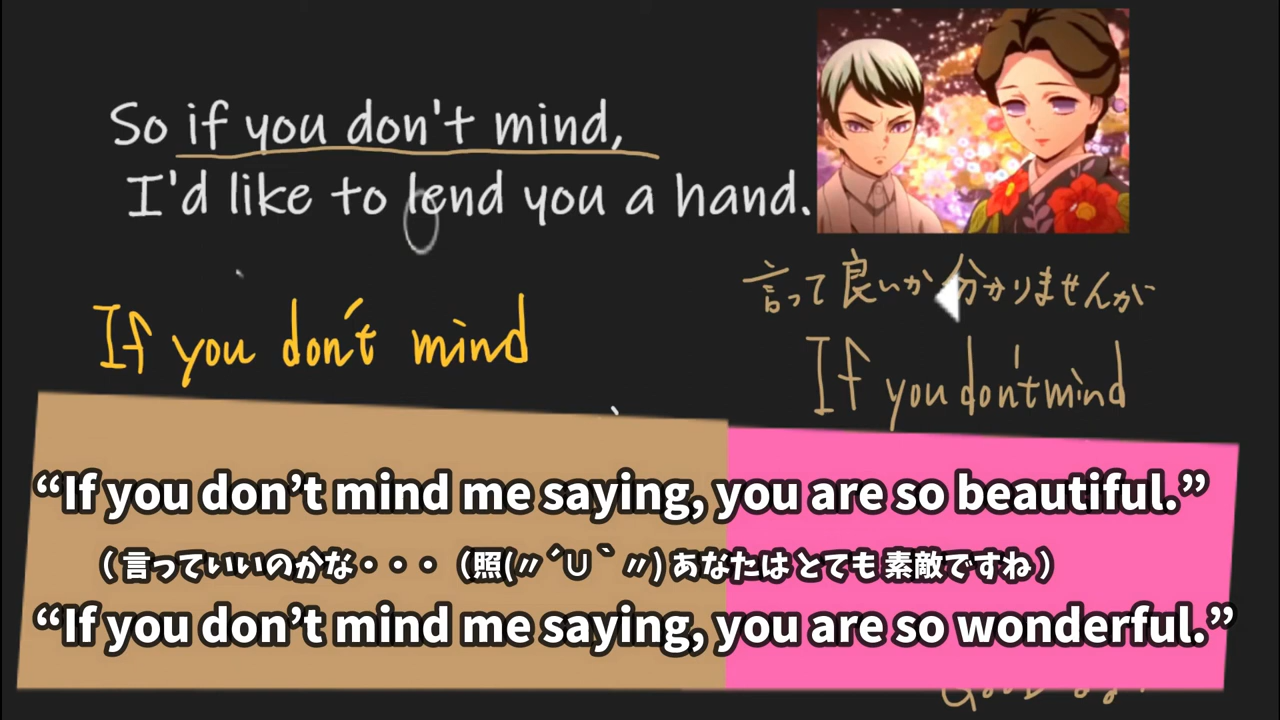 So if you don't mind,
I'd like to lend you a hand.
言って良いか分かりませんが
If you don't mind
If you don't mind
“If you don’t mind me saying, you are so beautiful.”
（言っていいのかな・・・（照(〃´∪｀〃) あなたは とても 素敵ですね ）
“If you don’t mind me saying, you are so wonderful.”